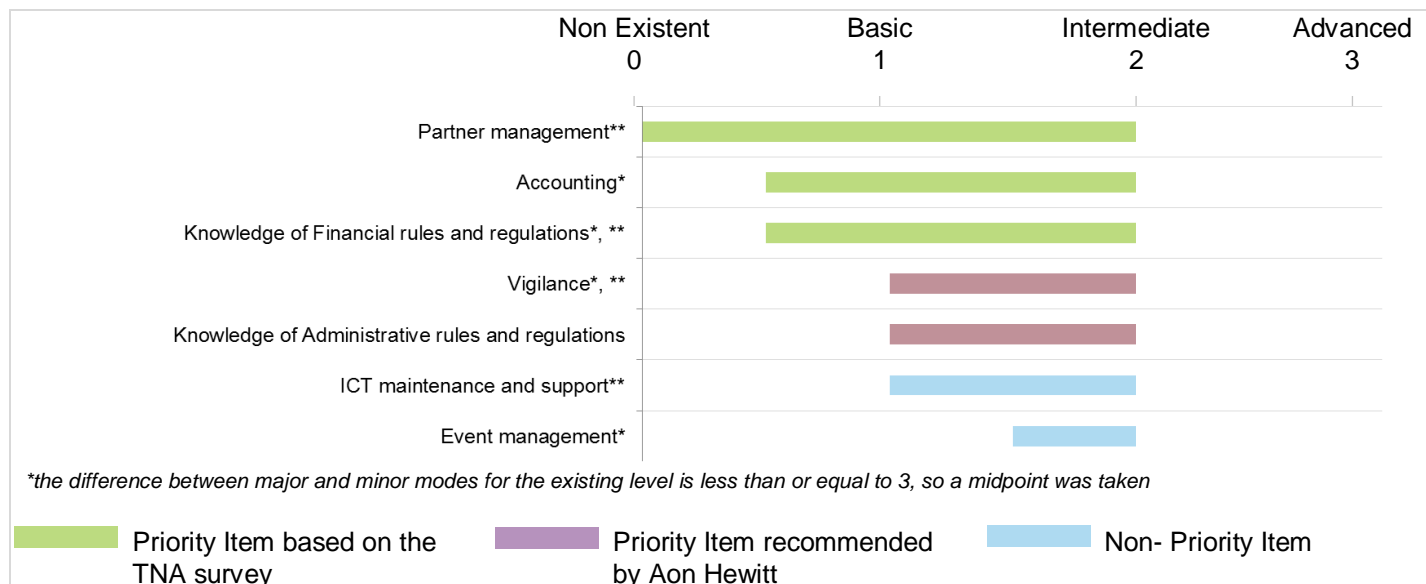 Non Existent Basic Intermediate Advanced
0 1 2 3
Partner management**
Accounting*
Knowledge of Financial rules and regulations*, **
Vigilance*, **
Knowledge of Administrative rules and regulations
ICT maintenance and support**
Event management*
*the difference between major and minor modes for the existing level is less than or equal to 3, so a midpoint was taken
Priority Item based on the
TNA survey
Priority Item recommended
by Aon Hewitt
Non- Priority Item